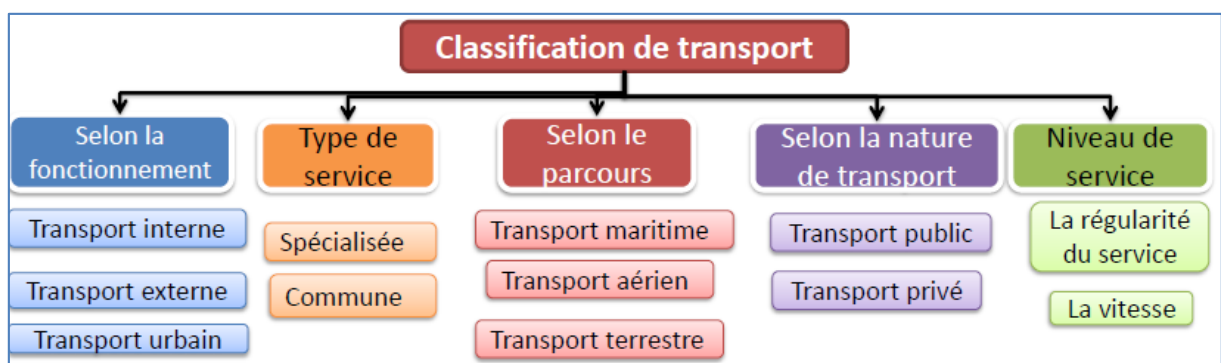 Classification de transport
Selon la
fonctionnement
Transport interne
Transport externe
Transport urbain
Type de
service
Spécialisée
Commune
Selon le
parcours
Transport maritime
Transport aérien
Transport terrestre
Selon la nature
de transport
Transport public
Transport privé
Niveau de
service
La régularité
du service
La vitesse